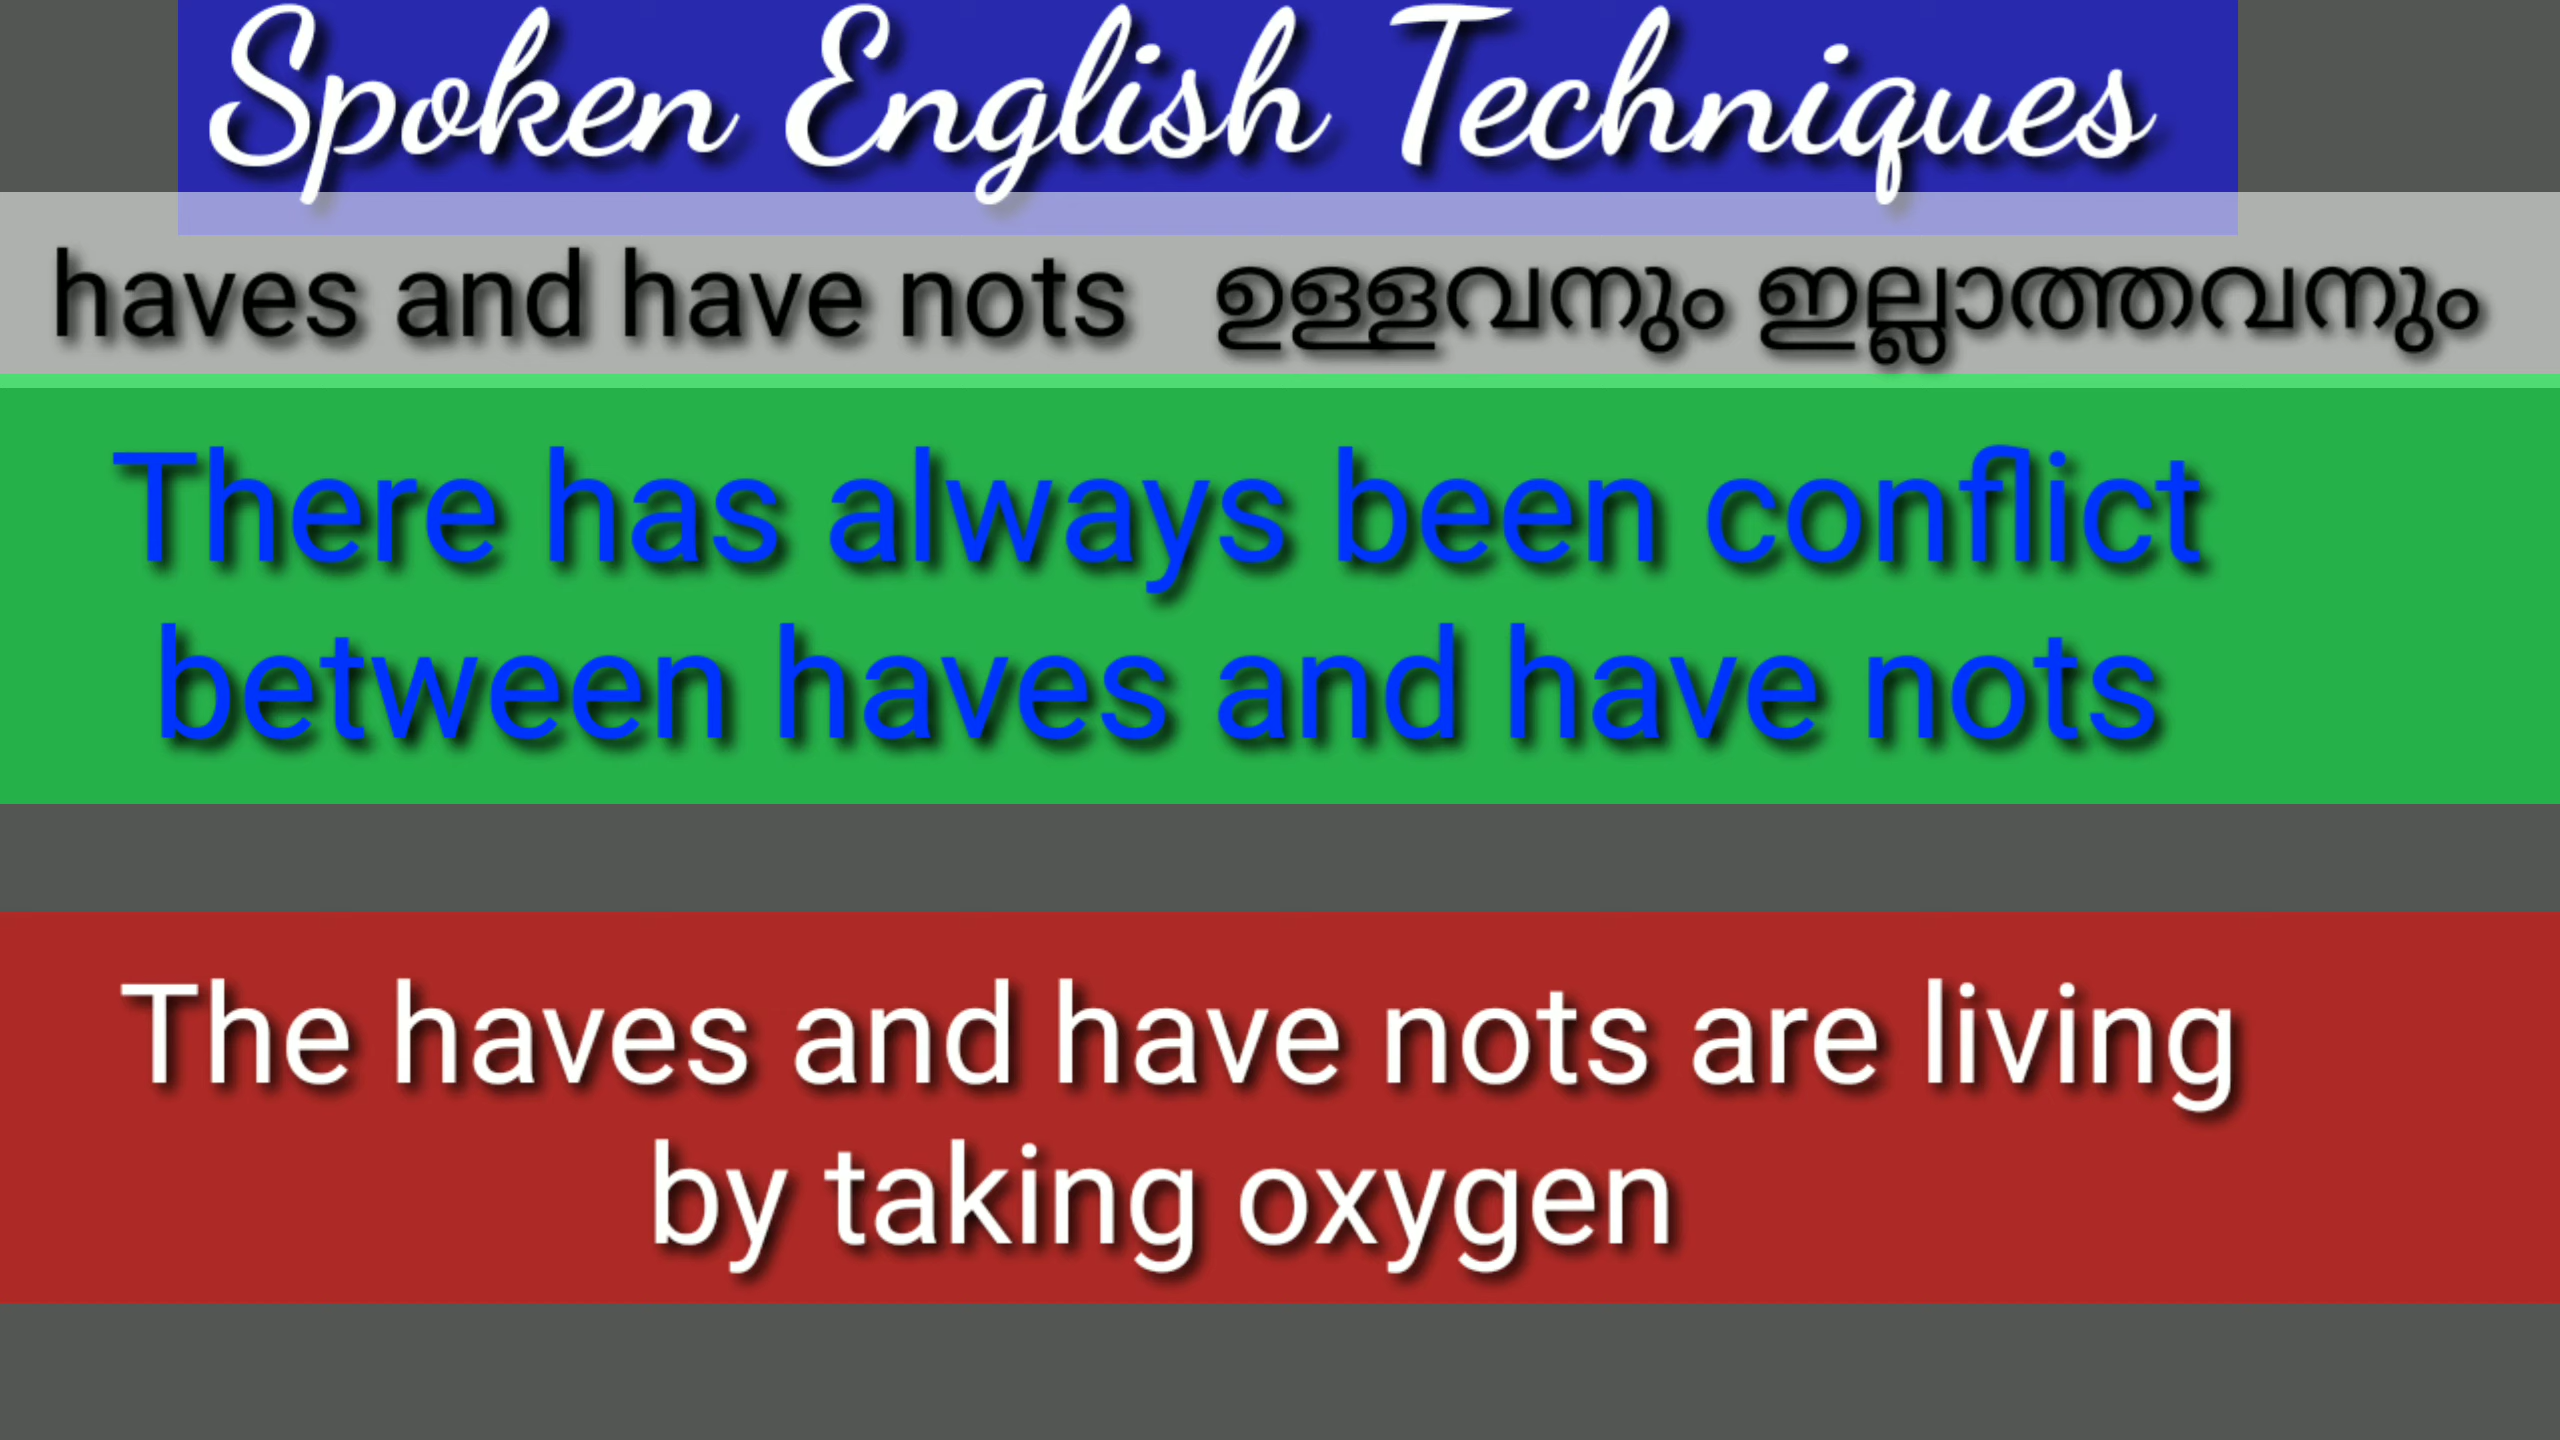 Spoken English Techniques
haves and have nots ഉള്ളവനും ഇല്ലാത്തവനും
There has always been conflict
between haves and have nots
The haves and have nots are living
by taking oxygen